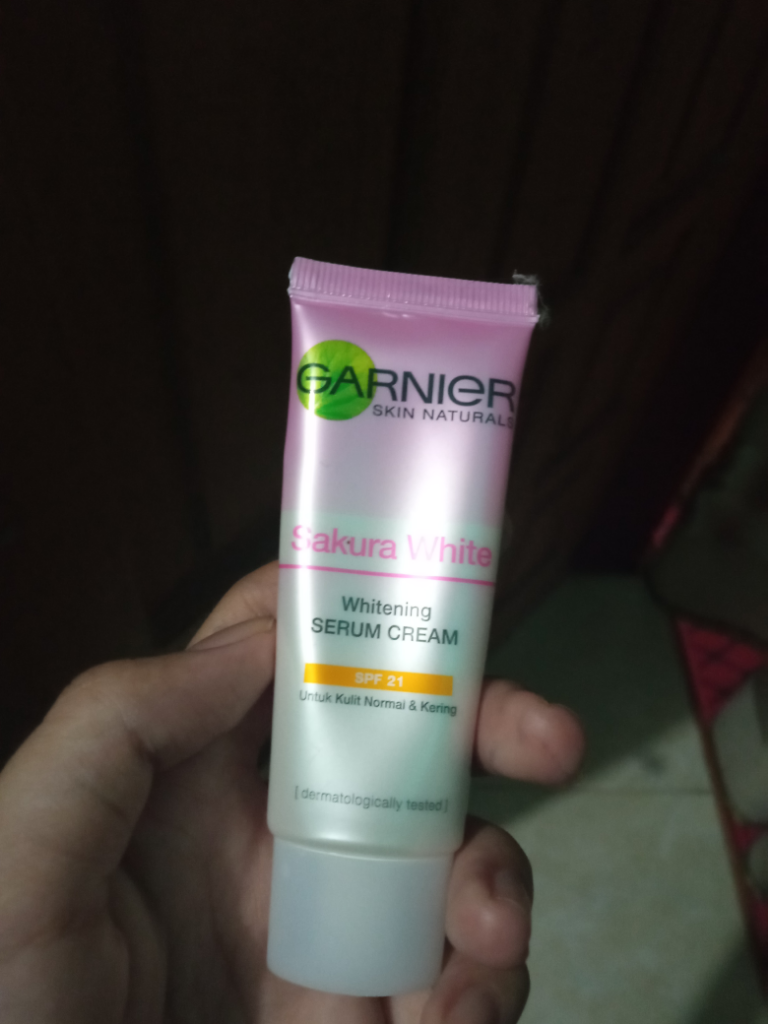 GARNIER
SKIN NATURALS
Sakura White
Whitening
SERUM CREAM
SPF 21
Untuk Kulit Normal & Kering
[ dermatologically tested ]